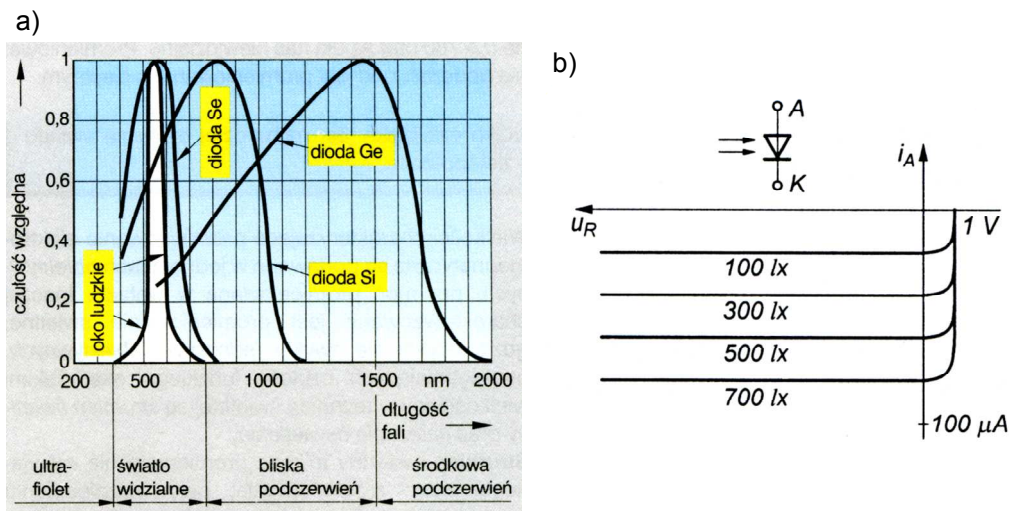 a)
1
0,8
0,6
0,4
0,2
0
czułość względna
oko ludzkie
dioda Se
dioda Ge
dioda Si
200
500
1000
1500
nm
2000
długość
fali
ultra-
fiolet
światło
widzialne
bliska
podczerwień
środkowa
podczerwień
b)
A
K
i_A
u_R
1 V
100 lx
300 lx
500 lx
700 lx
100 µA